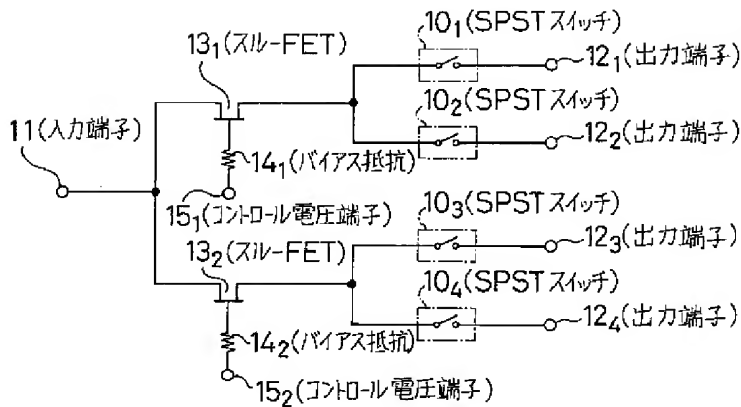 10₁(SPSTスイッチ)
13₁(スルーFET)
12₁(出力端子)
10₂(SPSTスイッチ)
11(入力端子)
12₂(出力端子)
14₁(バイアス抵抗)
15₁(コントロール電圧端子)
10₃(SPSTスイッチ)
13₂(スルーFET)
12₃(出力端子)
10₄(SPSTスイッチ)
12₄(出力端子)
14₂(バイアス抵抗)
15₂(コントロール電圧端子)